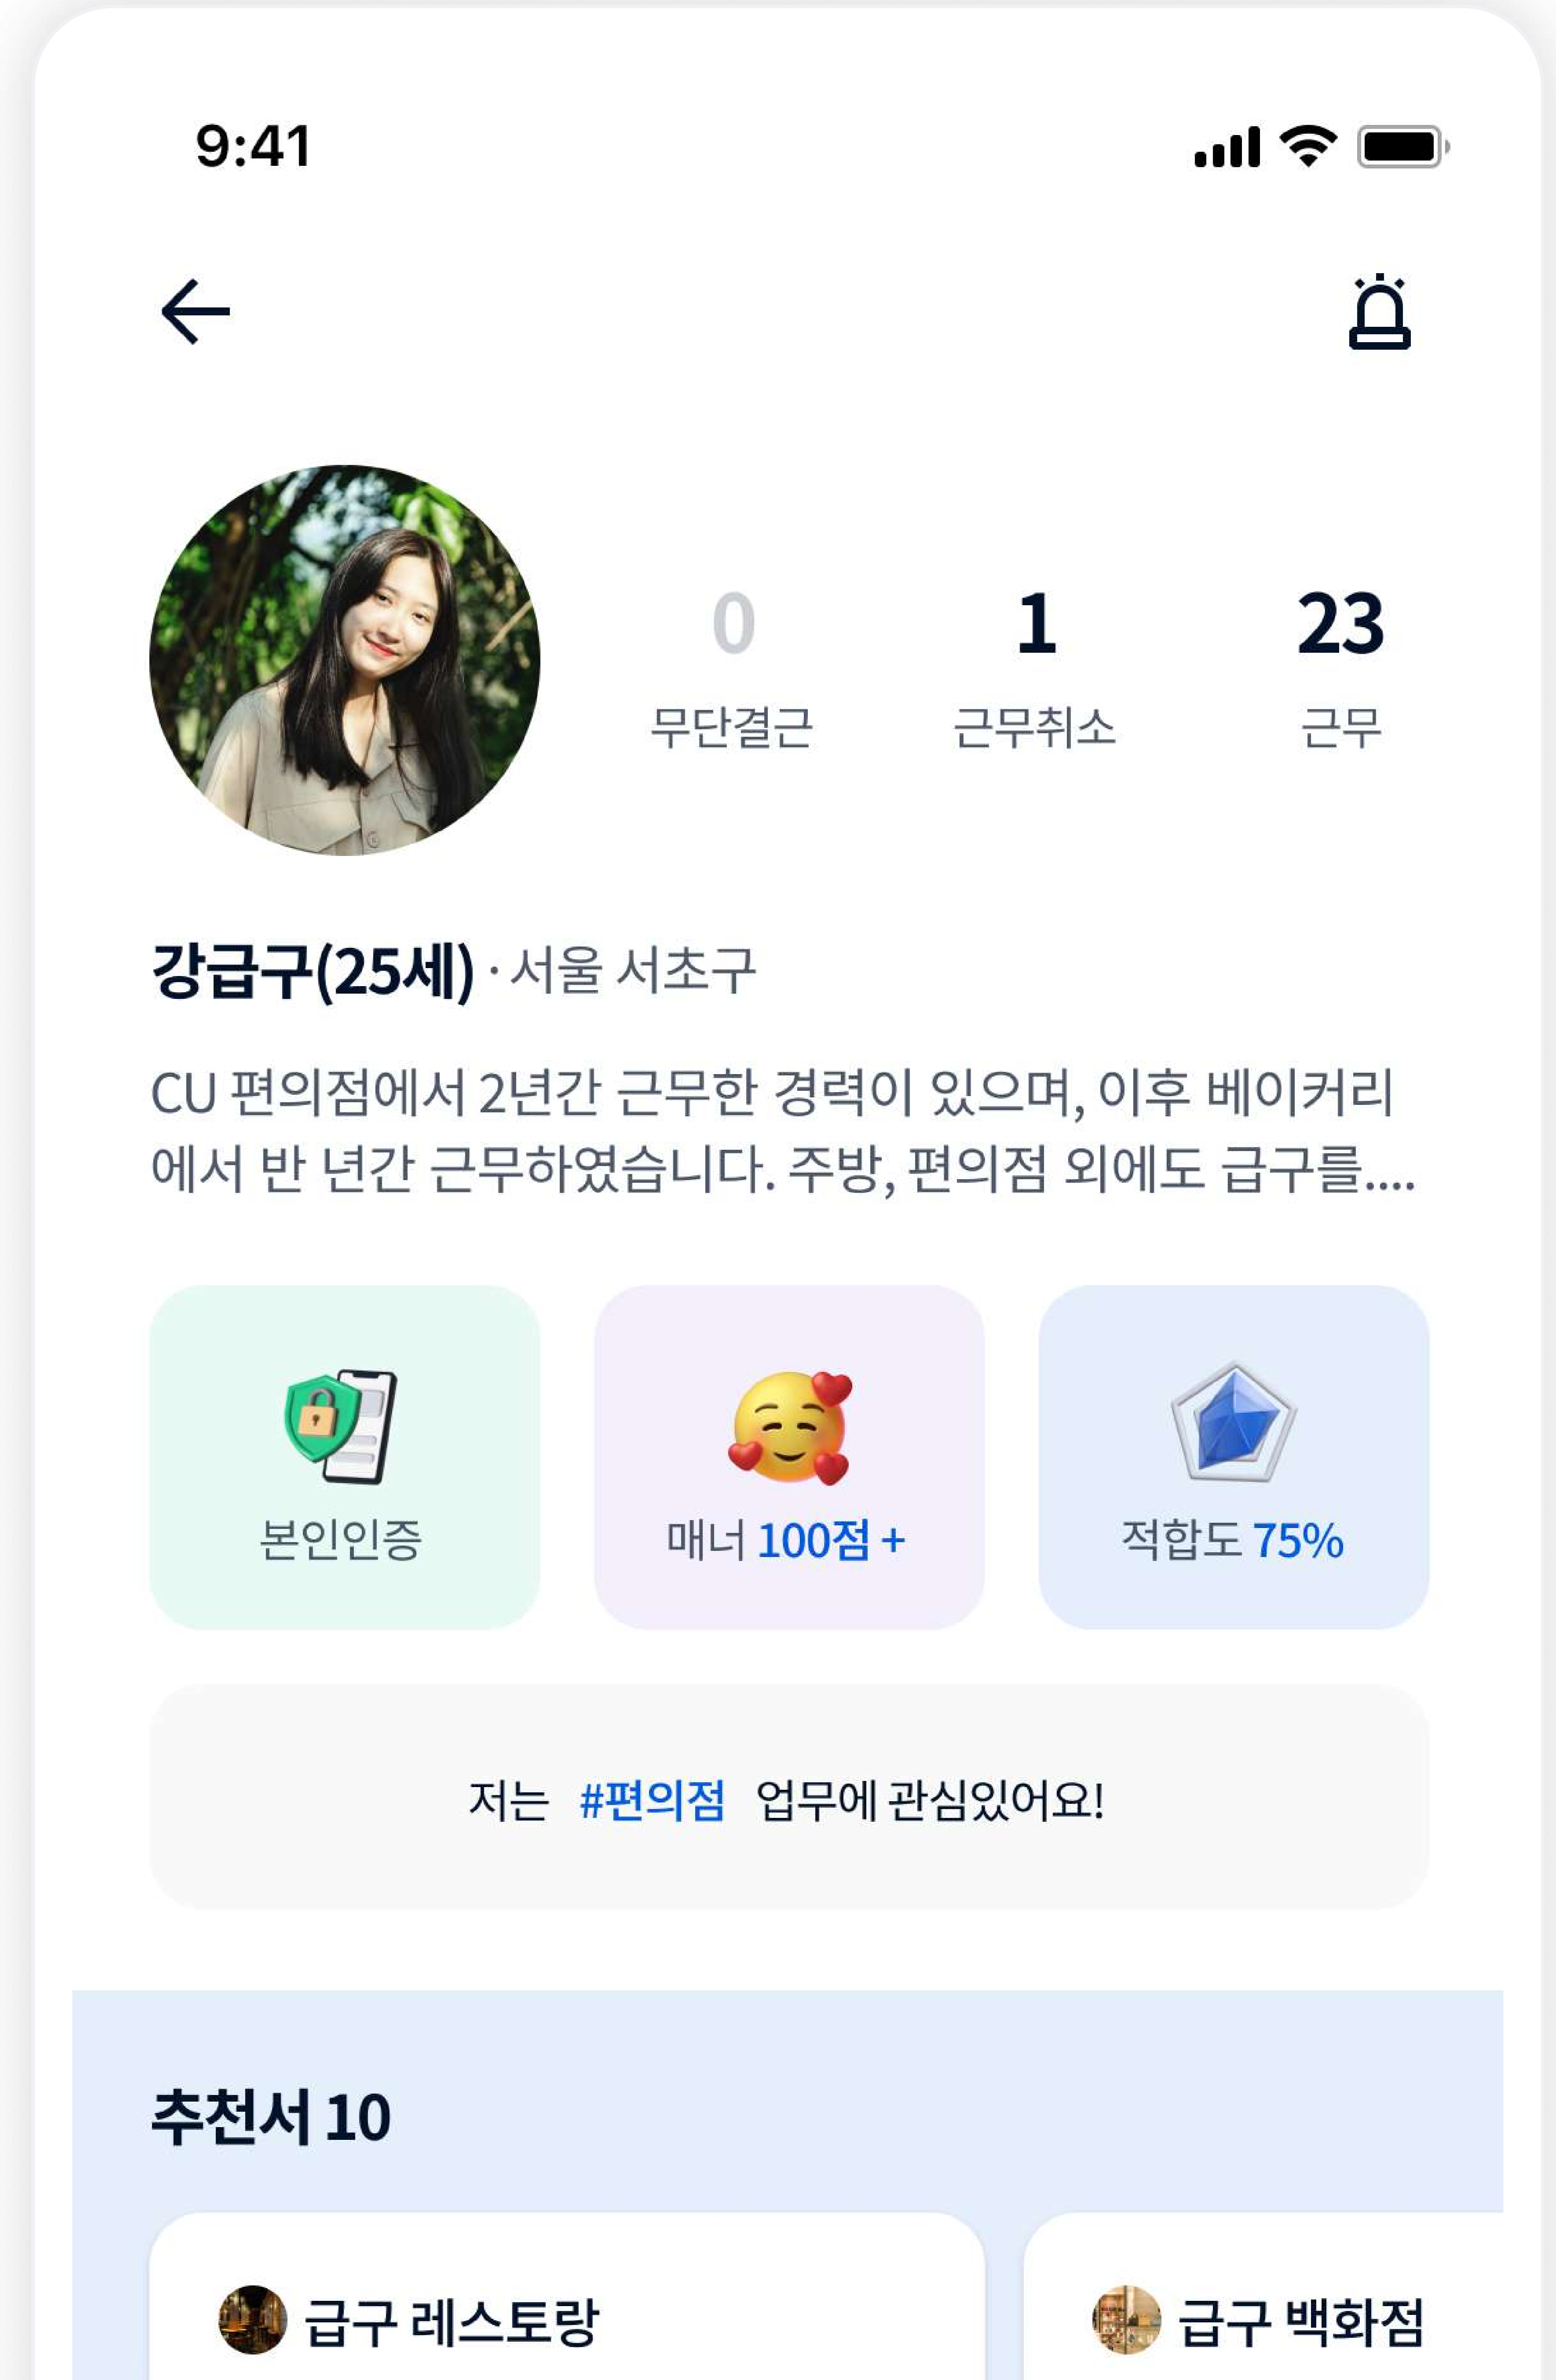 9:41
0 1 23
무단결근 근무취소 근무
강급구(25세) · 서울 서초구
CU 편의점에서 2년간 근무한 경력이 있으며, 이후 베이커리
에서 반 년간 근무하였습니다. 주방, 편의점 외에도 급구를....
본인인증 매너 100점 + 적합도 75%
저는 #편의점 업무에 관심있어요!
추천서 10
급구 레스토랑 급구 백화점